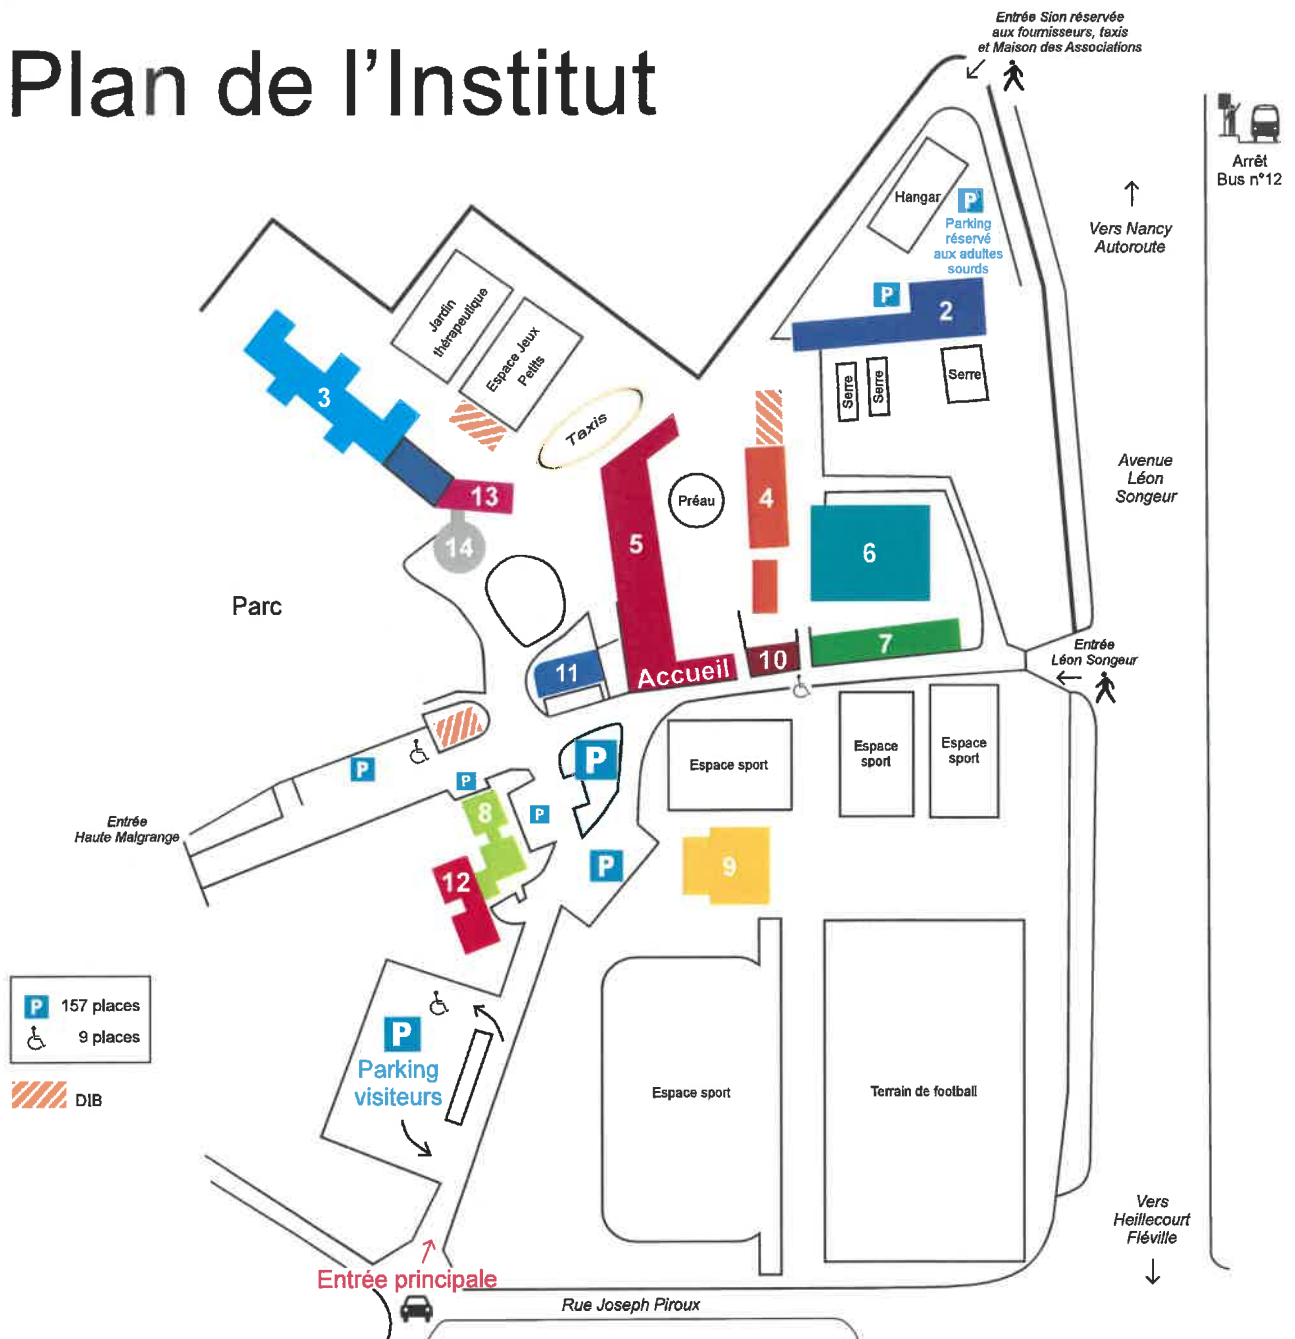 Plan de l'Institut
Entrée Sion réservée
aux fournisseurs, taxis
et Maison des Associations
Arrêt
Bus n°12
Hangar
P
Parking
réservé
aux adultes
sourds
Vers Nancy
Autoroute
P
2
Jardin
thérapeutique
Espace Jeux
Petits
Serre
Serre
Serre
3
Taxis
Avenue
Léon
Songeur
13
Préau
4
14
5
6
Parc
7
Entrée
Léon Songeur
11
Accueil
10
P
P
P
Espace sport
Espace
sport
Espace
sport
8
P
Entrée
Haute Malgrange
P
9
12
P 157 places
9 places
DIB
P
Parking
visiteurs
Espace sport
Terrain de football
Vers
Heillecourt
Fléville
Entrée principale
Rue Joseph Piroux